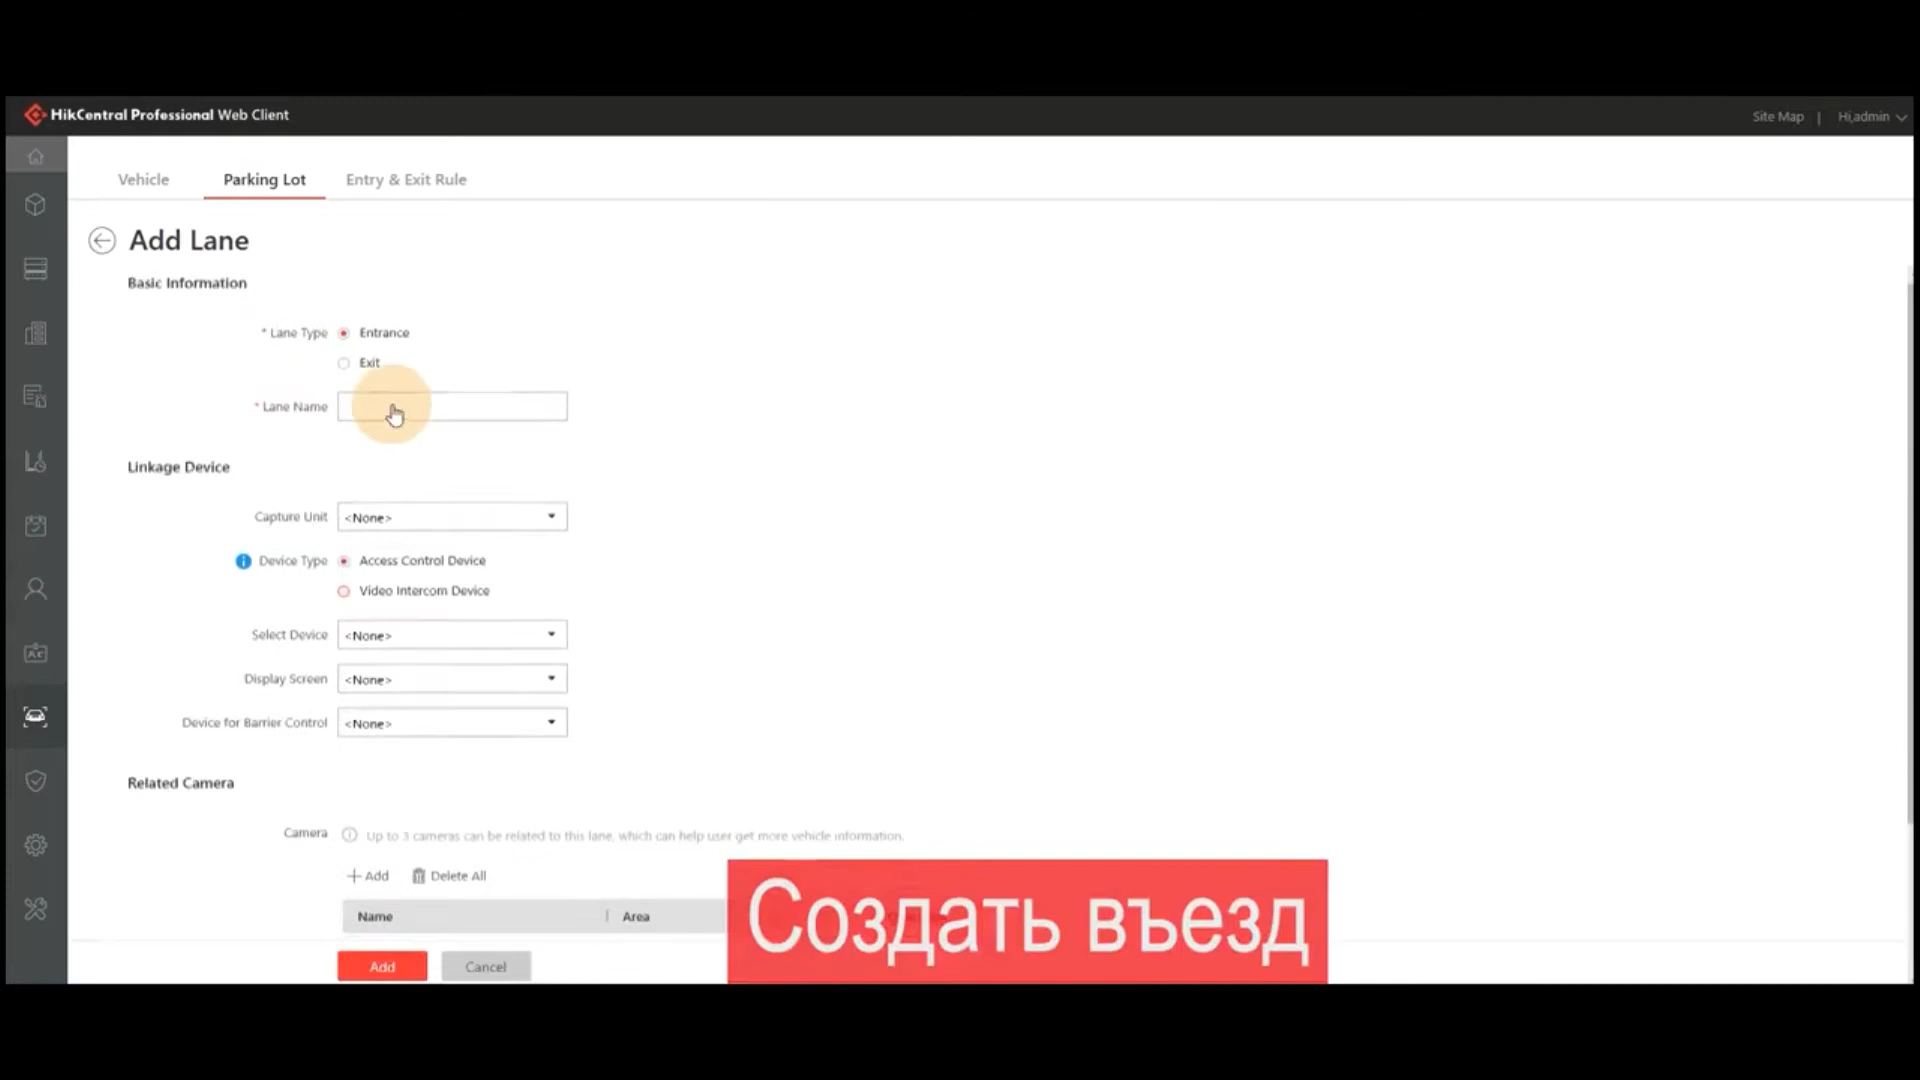 HikCentral Professional Web Client
Site Map | Hi,admin
Vehicle Parking Lot Entry & Exit Rule
Add Lane
Basic Information
* Lane Type Entrance
Exit
* Lane Name
Linkage Device
Capture Unit <None>
Device Type Access Control Device
Video Intercom Device
Select Device <None>
Display Screen <None>
Device for Barrier Control <None>
Related Camera
Camera Up to 3 cameras can be related to this lane, which can help user get more vehicle information.
Add Delete All
Name Area
Создать въезд
Add Cancel